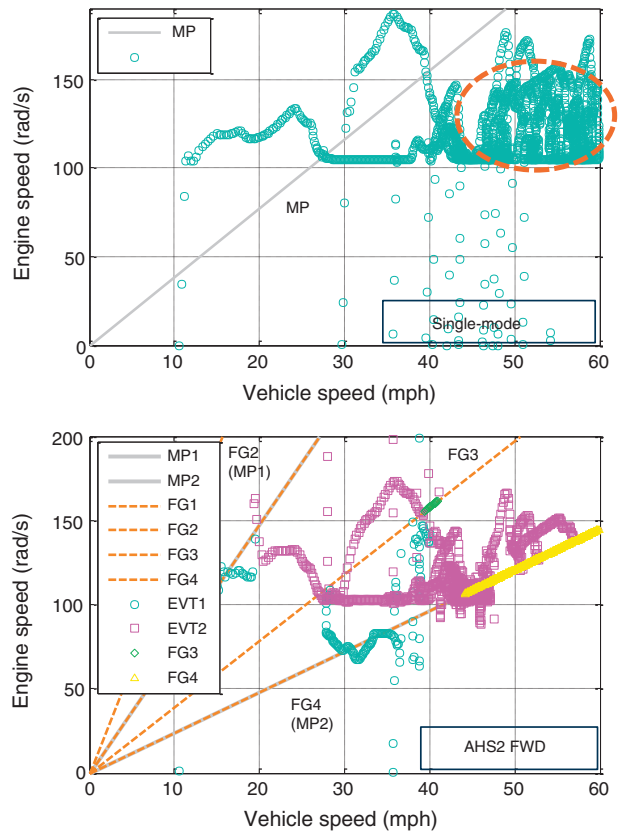 MP
150
100
50
0
0
10
20
30
40
50
60
Engine speed (rad/s)
Vehicle speed (mph)
MP
Single-mode
200
150
100
50
0
0
10
20
30
40
50
60
Engine speed (rad/s)
Vehicle speed (mph)
MP1
MP2
FG1
FG2
FG3
FG4
EVT1
EVT2
FG3
FG4
FG2
(MP1)
FG3
FG4
(MP2)
AHS2 FWD